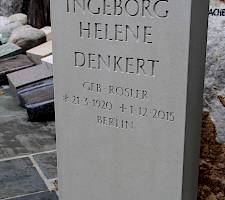 INGEBORG
HELENE
DENKERT
GEB·ROSLER
*21·3·1920 +1·12·2015
BERLIN